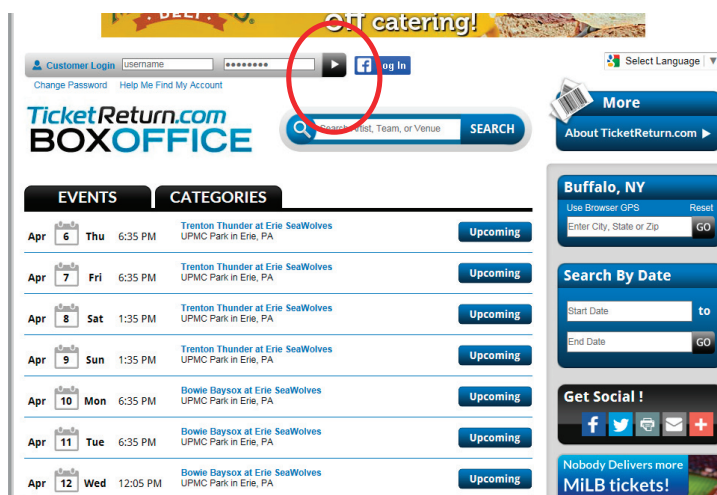 DELI
Off catering!
Customer Login username ••••••••
Log In
Select Language ▼
Change Password Help Me Find My Account
TicketReturn.com
BOXOFFICE
Search Artist, Team, or Venue SEARCH
More
About TicketReturn.com ▶
EVENTS CATEGORIES
Apr 6 Thu 6:35 PM Trenton Thunder at Erie SeaWolves Upcoming
UPMC Park in Erie, PA
Apr 7 Fri 6:35 PM Trenton Thunder at Erie SeaWolves Upcoming
UPMC Park in Erie, PA
Apr 8 Sat 1:35 PM Trenton Thunder at Erie SeaWolves Upcoming
UPMC Park in Erie, PA
Apr 9 Sun 1:35 PM Trenton Thunder at Erie SeaWolves Upcoming
UPMC Park in Erie, PA
Apr 10 Mon 6:35 PM Bowie Baysox at Erie SeaWolves Upcoming
UPMC Park in Erie, PA
Apr 11 Tue 6:35 PM Bowie Baysox at Erie SeaWolves Upcoming
UPMC Park in Erie, PA
Apr 12 Wed 12:05 PM Bowie Baysox at Erie SeaWolves Upcoming
UPMC Park in Erie, PA
Buffalo, NY
Use Browser GPS Reset
Enter City, State or Zip GO
Search By Date
Start Date to
End Date GO
Get Social !
Nobody Delivers more
MiLB tickets!